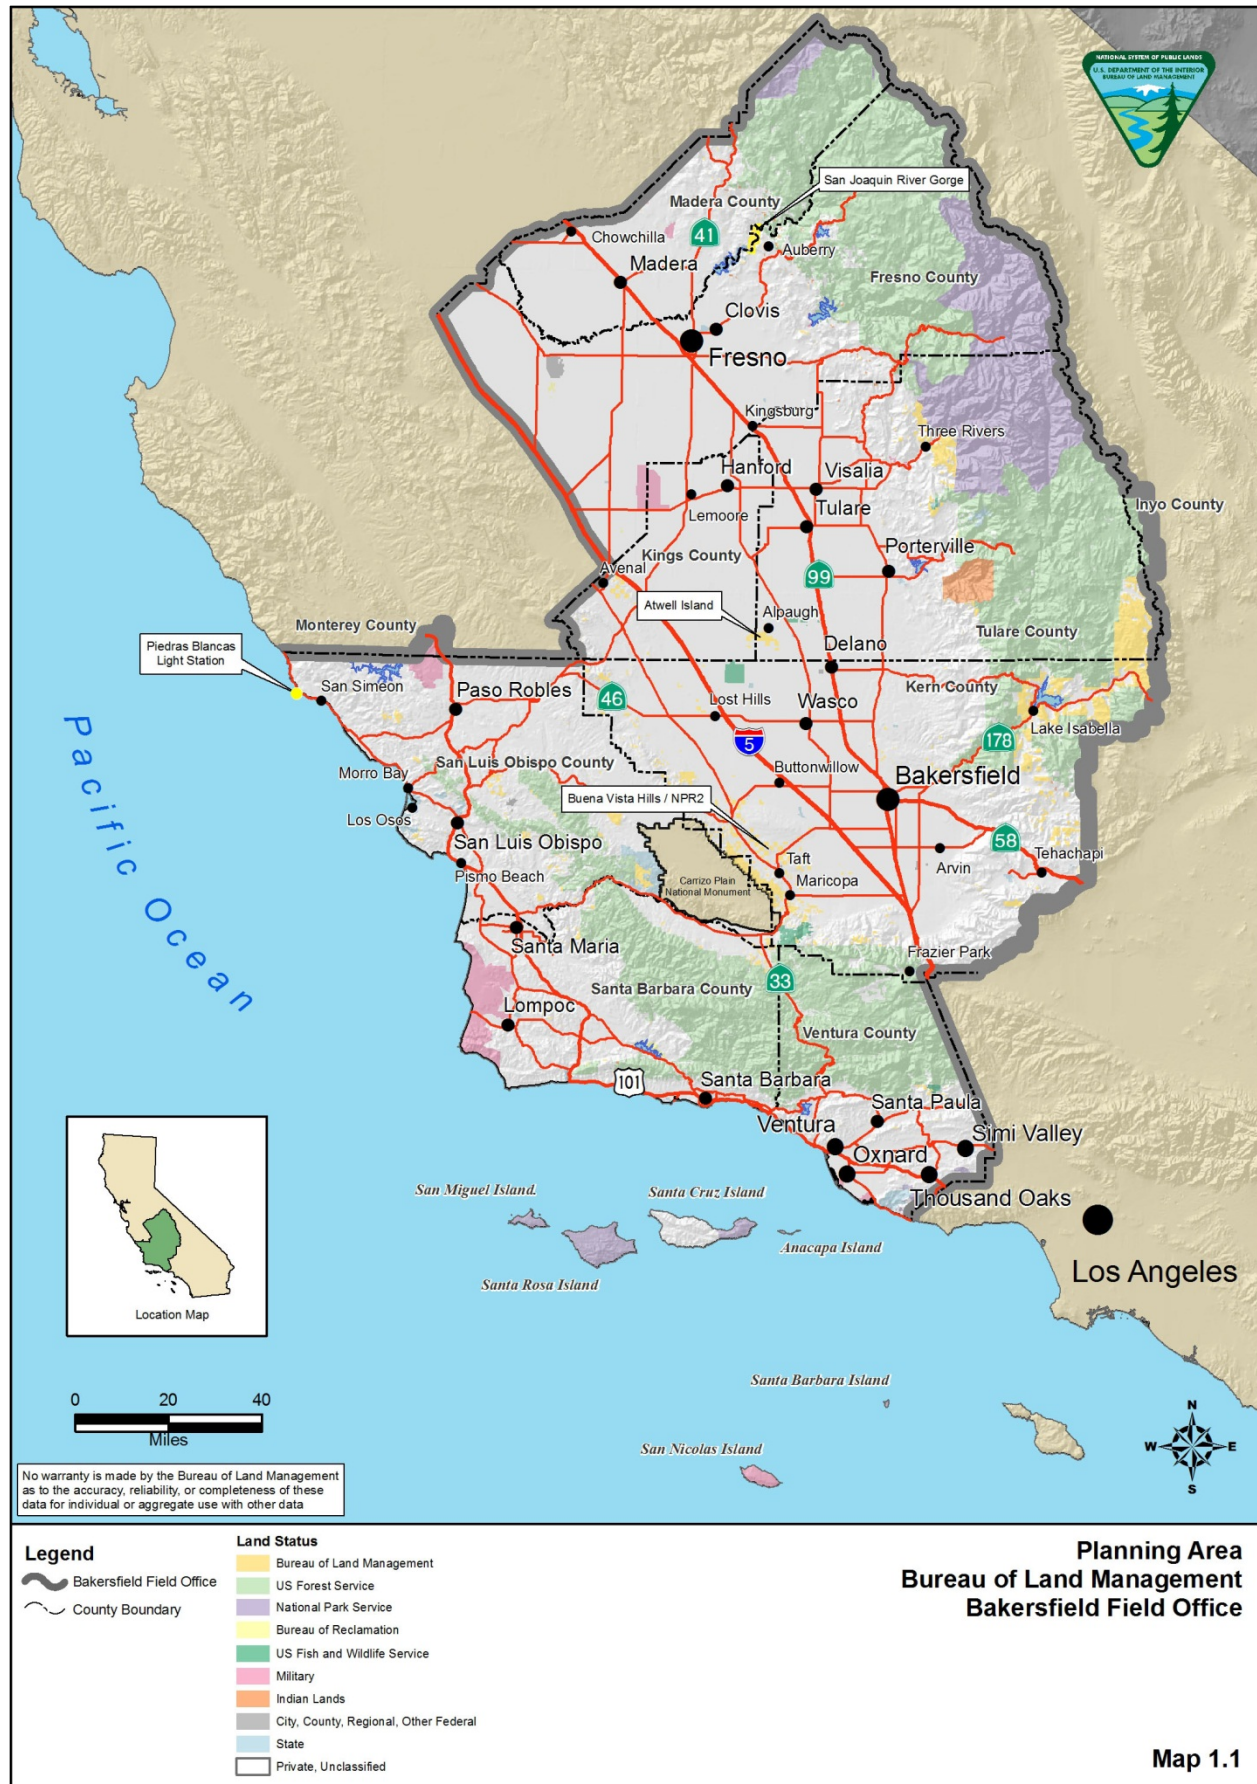 NATIONAL SYSTEM OF PUBLIC LANDS
U.S. DEPARTMENT OF THE INTERIOR
BUREAU OF LAND MANAGEMENT
San Joaquin River Gorge
Madera County
Chowchilla
41
Auberry
Madera
Fresno County
Clovis
Fresno
Kingsburg
Three Rivers
Hanford
Visalia
Lemoore
Tulare
Inyo County
Kings County
Porterville
Avenal
99
Atwell Island
Alpaugh
Monterey County
Tulare County
Piedras Blancas
Light Station
Delano
San Simeon
Paso Robles
46
Lost Hills
Wasco
Kern County
Lake Isabella
178
5
Pacific Ocean
San Luis Obispo County
Morro Bay
Buttonwillow
Bakersfield
Buena Vista Hills / NPR2
Los Osos
San Luis Obispo
58
Taft
Arvin
Tehachapi
Pismo Beach
Carrizo Plain
National Monument
Maricopa
Santa Maria
Frazier Park
33
Santa Barbara County
Lompoc
Ventura County
101
Santa Barbara
Santa Paula
Ventura
Simi Valley
Oxnard
Thousand Oaks
San Miguel Island.
Santa Cruz Island
Anacapa Island
Santa Rosa Island
Los Angeles
Location Map
Santa Barbara Island
0 20 40
Miles
San Nicolas Island
N
W E
S
No warranty is made by the Bureau of Land Management
as to the accuracy, reliability, or completeness of these
data for individual or aggregate use with other data
Legend
Bakersfield Field Office
County Boundary
Land Status
Bureau of Land Management
US Forest Service
National Park Service
Bureau of Reclamation
US Fish and Wildlife Service
Military
Indian Lands
City, County, Regional, Other Federal
State
Private, Unclassified
Planning Area
Bureau of Land Management
Bakersfield Field Office
Map 1.1